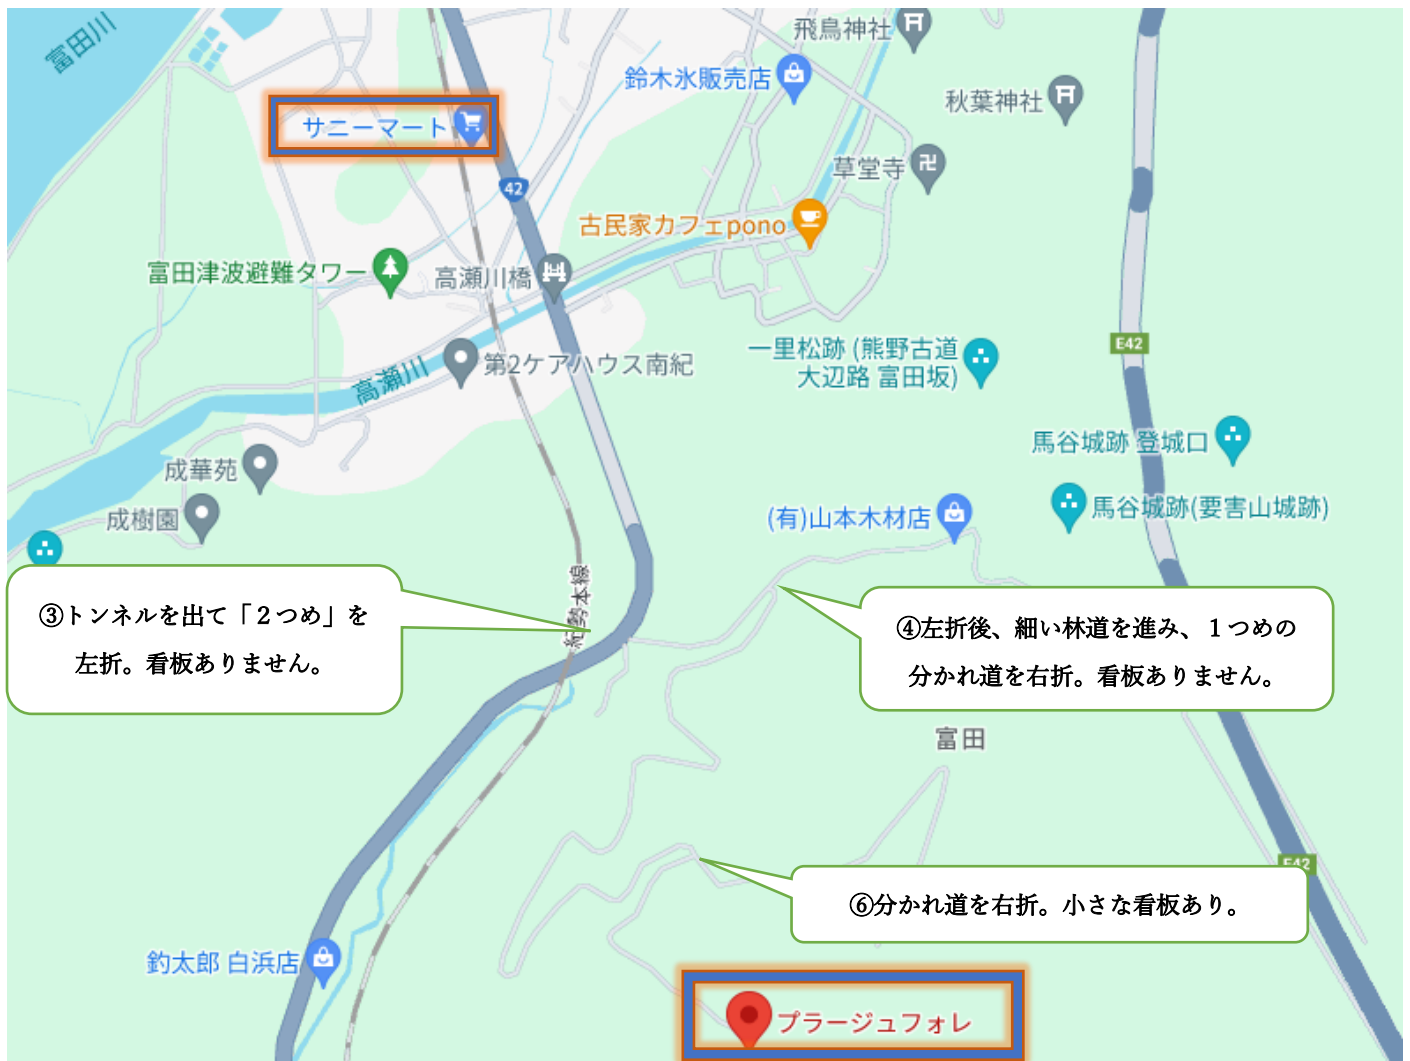 富田川
飛鳥神社
鈴木氷販売店
秋葉神社
サニーマート
草堂寺
42
古民家カフェpono
富田津波避難タワー
高瀬川橋
E42
一里松跡 (熊野古道
大辺路 富田坂)
第2ケアハウス南紀
高瀬川
馬谷城跡 登城口
成華苑
馬谷城跡(要害山城跡)
(有)山本木材店
成樹園
紀勢本線
③トンネルを出て「２つめ」を
左折。看板ありません。
④左折後、細い林道を進み、１つめの
分かれ道を右折。看板ありません。
富田
E42
⑥分かれ道を右折。小さな看板あり。
釣太郎 白浜店
プラージュフォレ